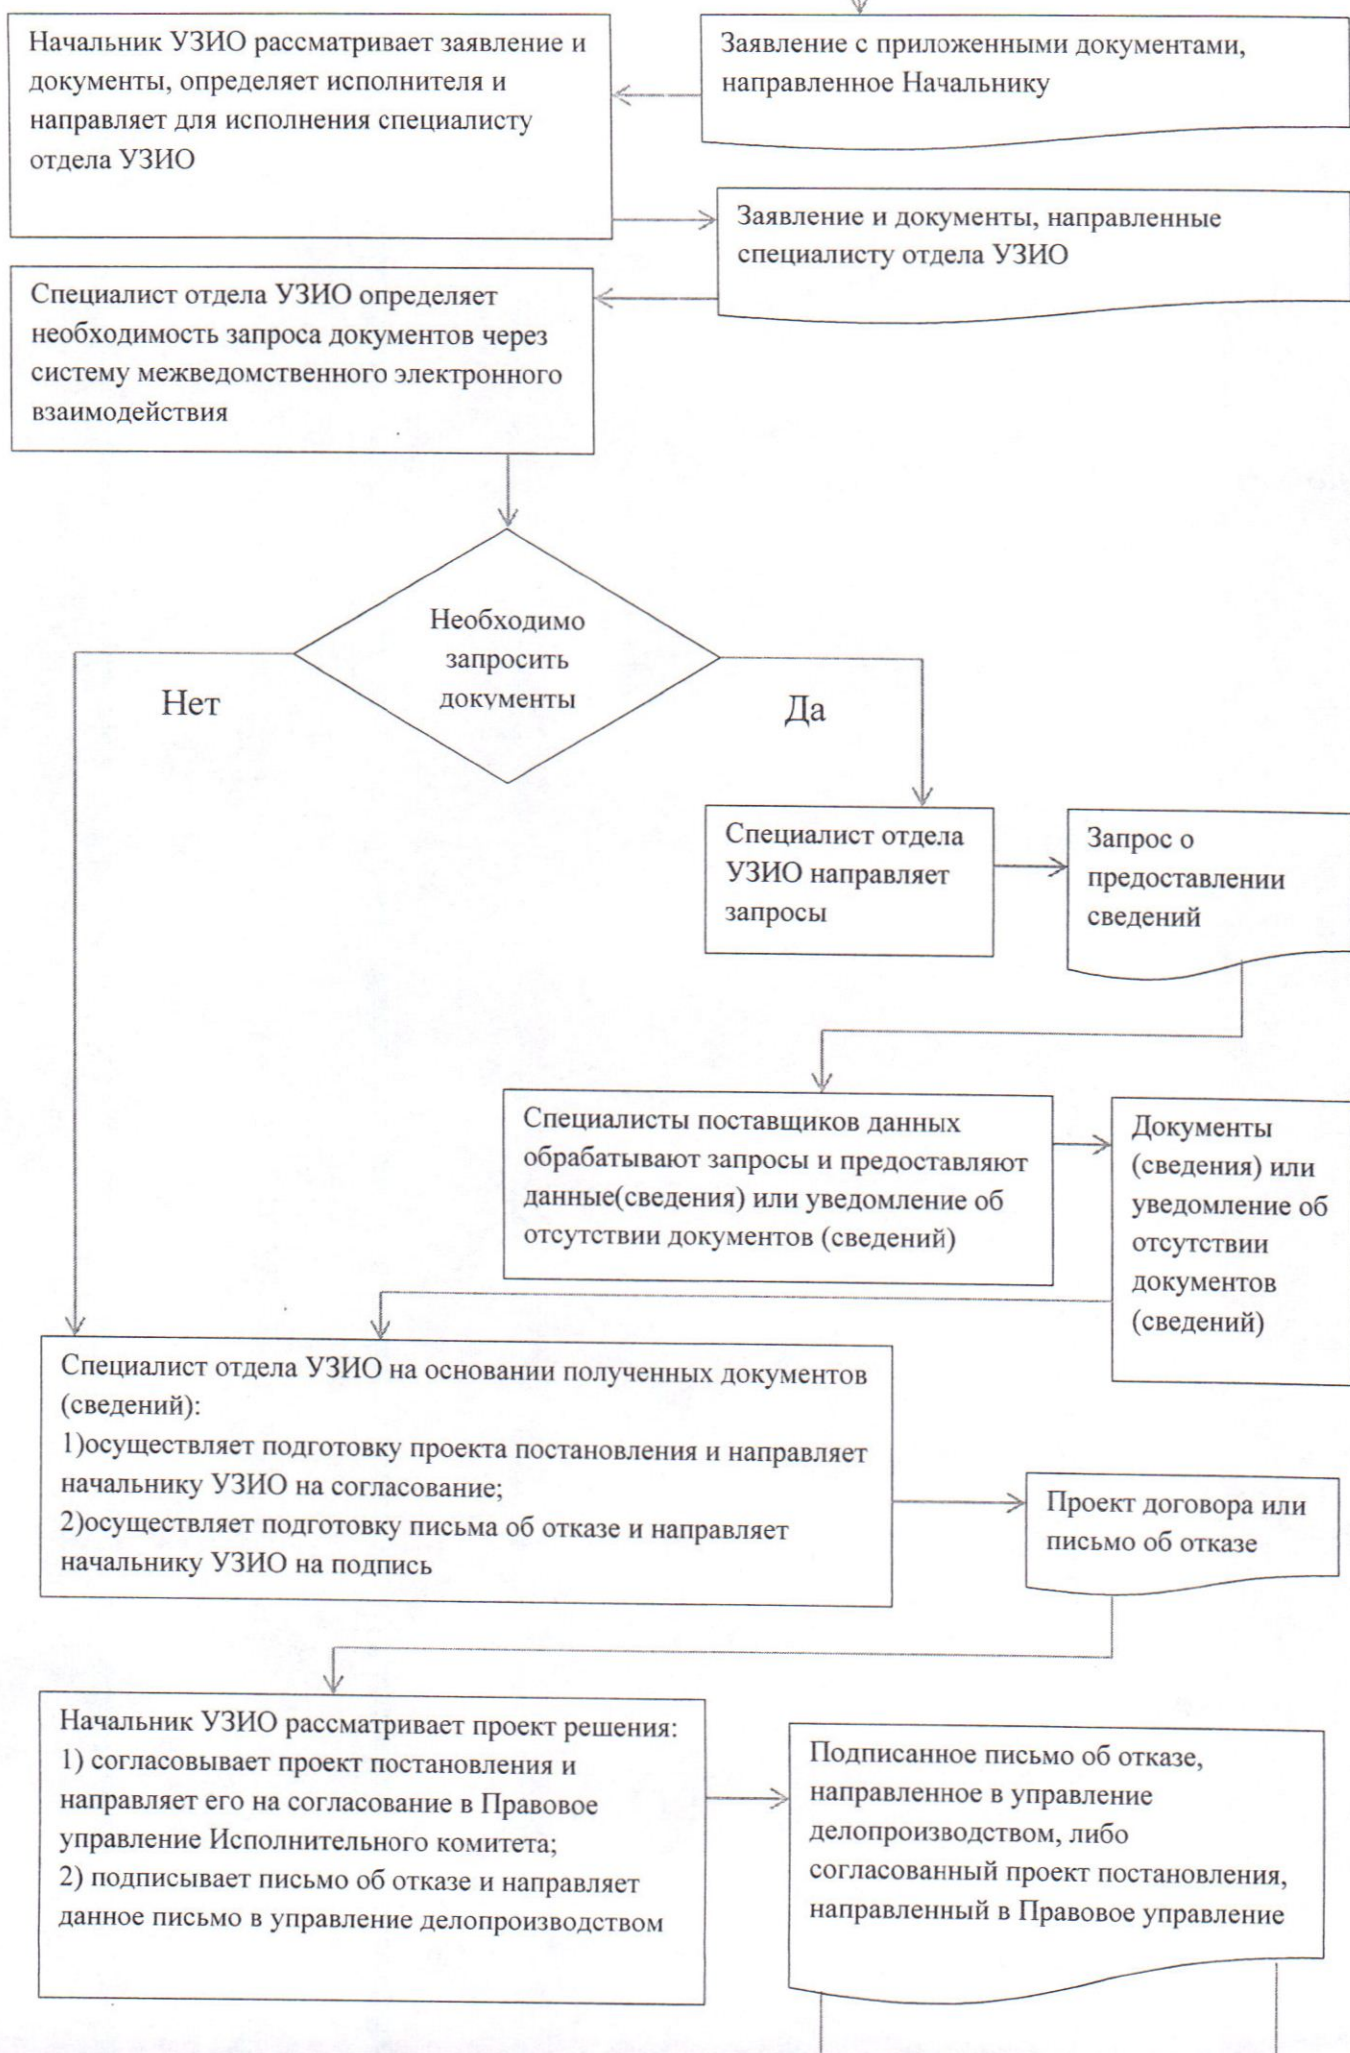 Заявление с приложенными документами,
направленное Начальнику
Начальник УЗИО рассматривает заявление и
документы, определяет исполнителя и
направляет для исполнения специалисту
отдела УЗИО
Заявление и документы, направленные
специалисту отдела УЗИО
Специалист отдела УЗИО определяет
необходимость запроса документов через
систему межведомственного электронного
взаимодействия
Необходимо
запросить
документы
Нет
Да
Специалист отдела
УЗИО направляет
запросы
Запрос о
предоставлении
сведений
Специалисты поставщиков данных
обрабатывают запросы и предоставляют
данные(сведения) или уведомление об
отсутствии документов (сведений)
Документы
(сведения) или
уведомление об
отсутствии
документов
(сведений)
Специалист отдела УЗИО на основании полученных документов
(сведений):
1)осуществляет подготовку проекта постановления и направляет
начальнику УЗИО на согласование;
2)осуществляет подготовку письма об отказе и направляет
начальнику УЗИО на подпись
Проект договора или
письмо об отказе
Начальник УЗИО рассматривает проект решения:
1) согласовывает проект постановления и
направляет его на согласование в Правовое
управление Исполнительного комитета;
2) подписывает письмо об отказе и направляет
данное письмо в управление делопроизводством
Подписанное письмо об отказе,
направленное в управление
делопроизводством, либо
согласованный проект постановления,
направленный в Правовое управление